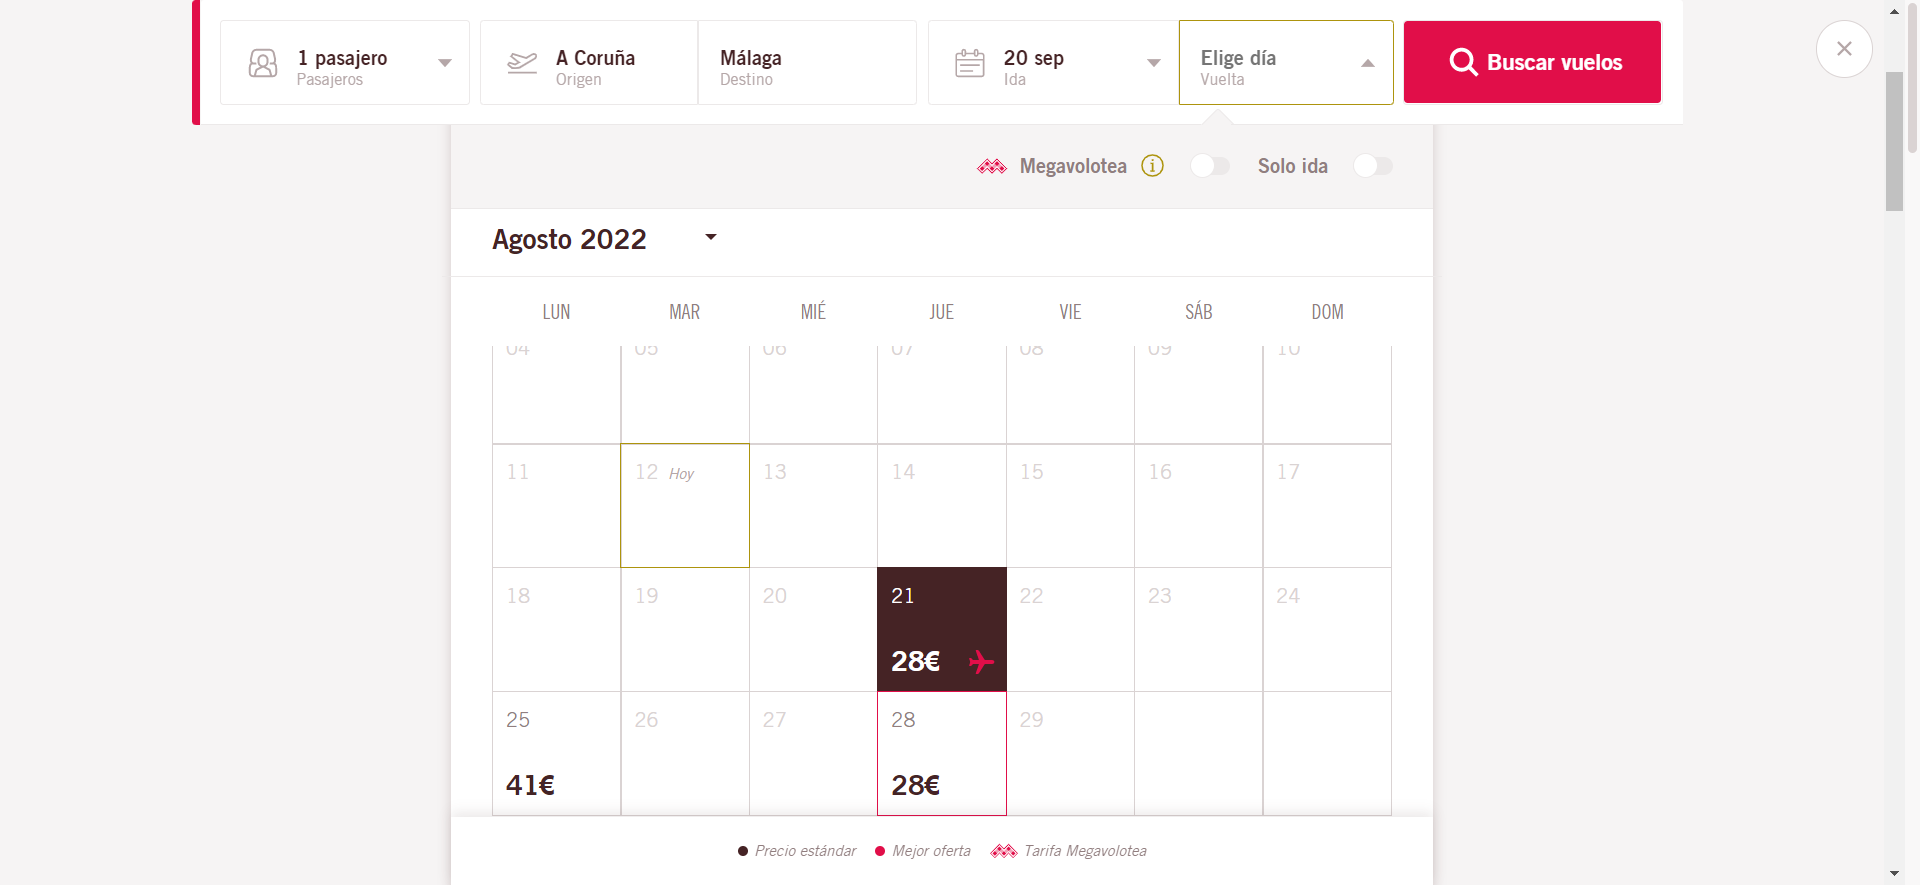 1 pasajero
Pasajeros
A Coruña
Origen
Málaga
Destino
20 sep
Ida
Elige día
Vuelta
Buscar vuelos
Megavolotea
Solo ida
Agosto 2022
LUN MAR MIÉ JUE VIE SÁB DOM
04 05 06 07 08 09 10
11 12 Hoy 13 14 15 16 17
18 19 20 21 22 23 24
28€
25 26 27 28 29
41€ 28€
Precio estándar Mejor oferta Tarifa Megavolotea